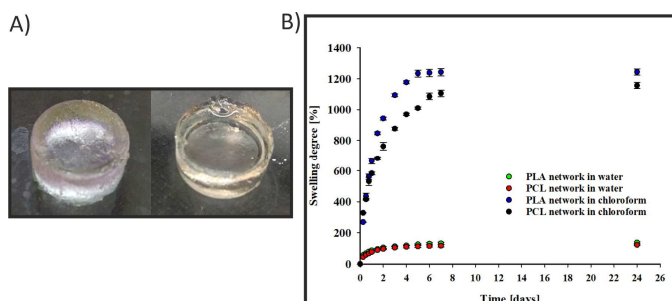 A)
B)
1400
1200
1000
800
600
400
200
0
Swelling degree [%]
PLA network in water
PCL network in water
PLA network in chloroform
PCL network in chloroform
0 2 4 6 8 10 12 14 16 18 20 22 24 26
Time [days]